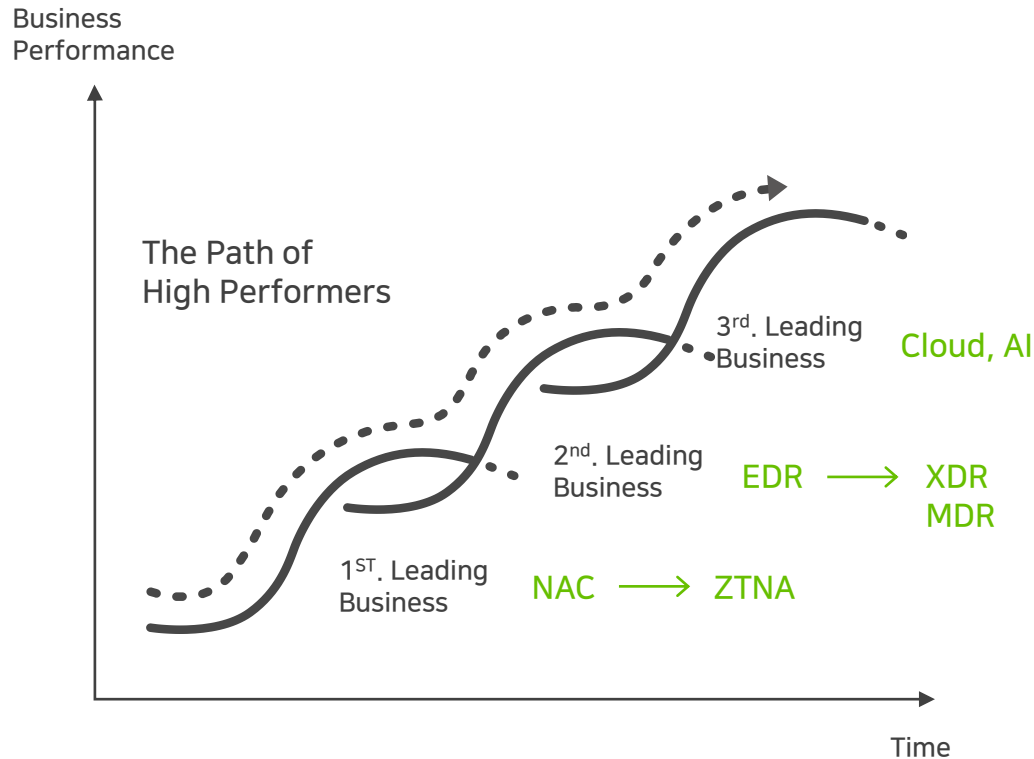 Business
Performance
The Path of
High Performers
3rd. Leading
Business
Cloud, AI
2nd. Leading
Business
EDR
XDR
MDR
1ST. Leading
Business
NAC
ZTNA
Time